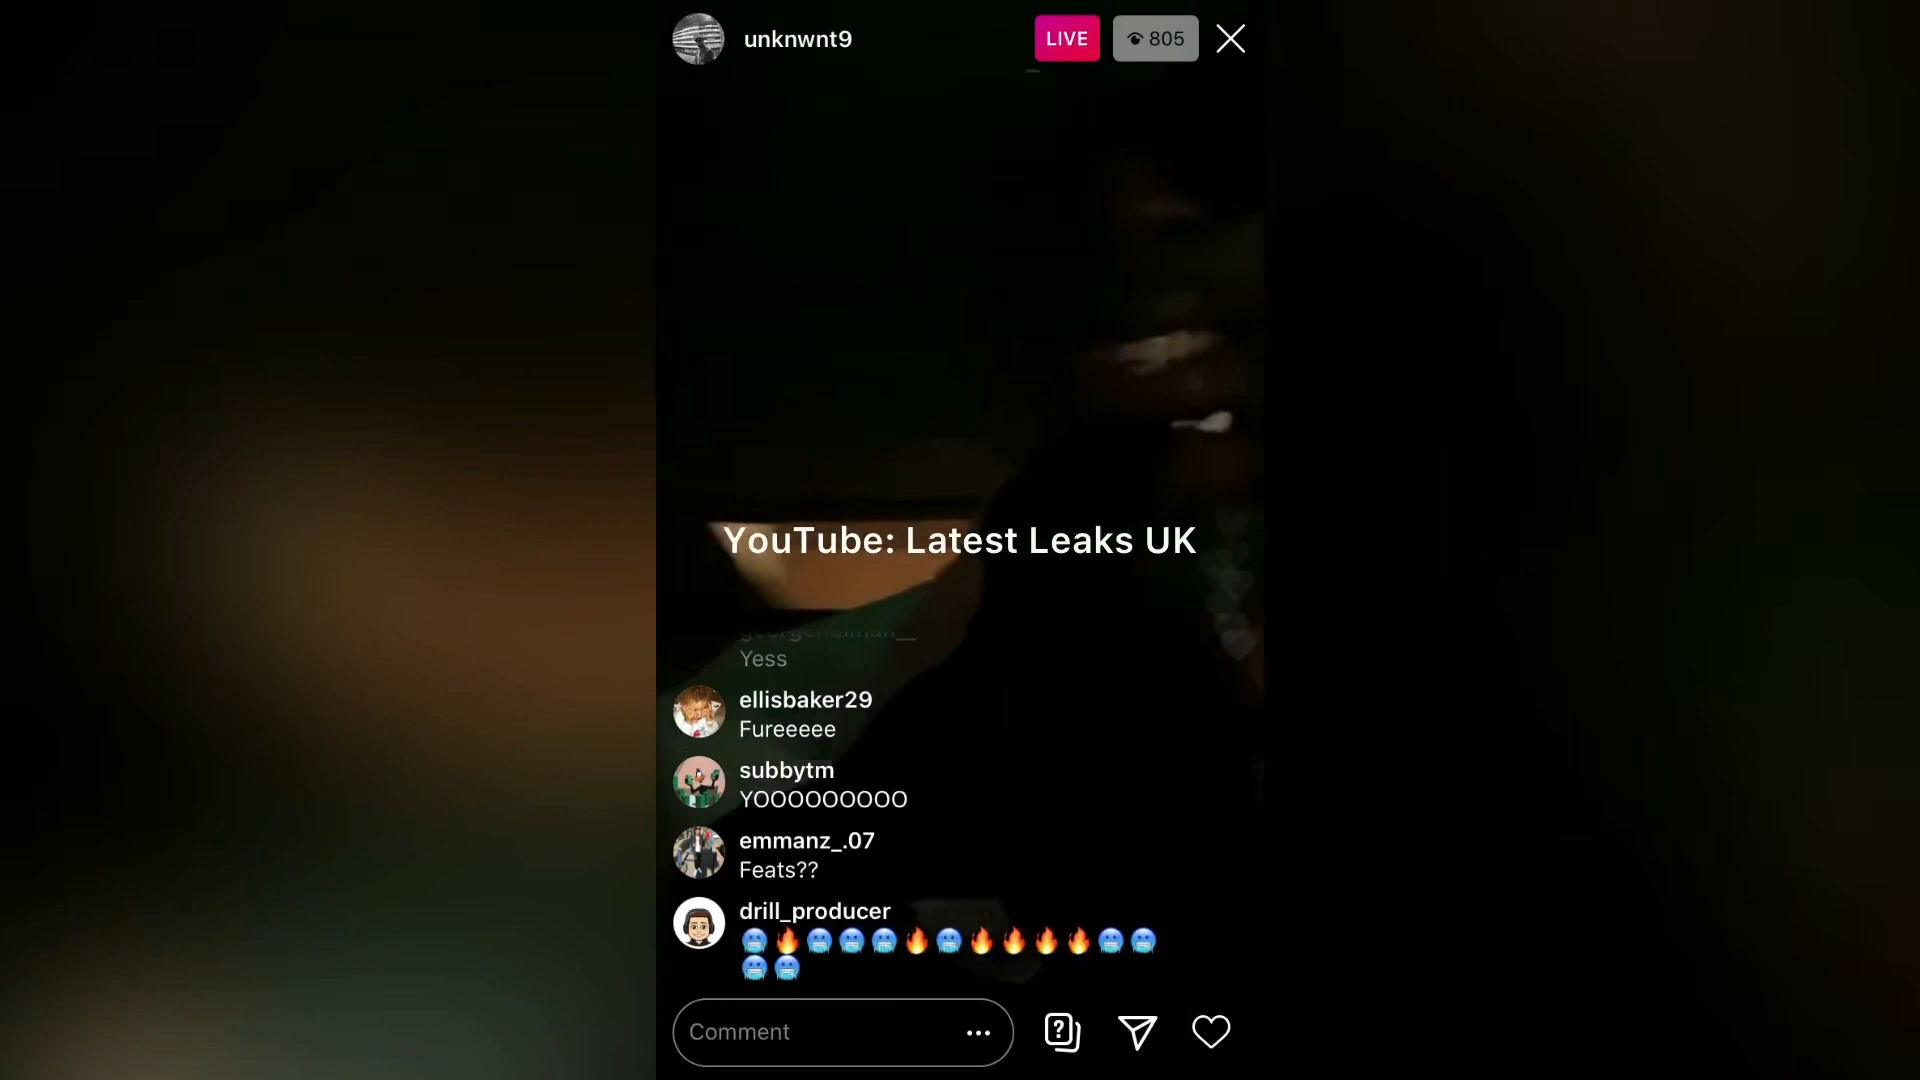 unknwnt9
LIVE
805
YouTube: Latest Leaks UK
Yess
ellisbaker29
Fureeeee
subbytm
YOOOOOOOOO
emmanz_.07
Feats??
drill_producer
🥶🔥🥶🥶🥶🔥🥶🔥🔥🔥🔥🥶🥶
🥶🥶
Comment